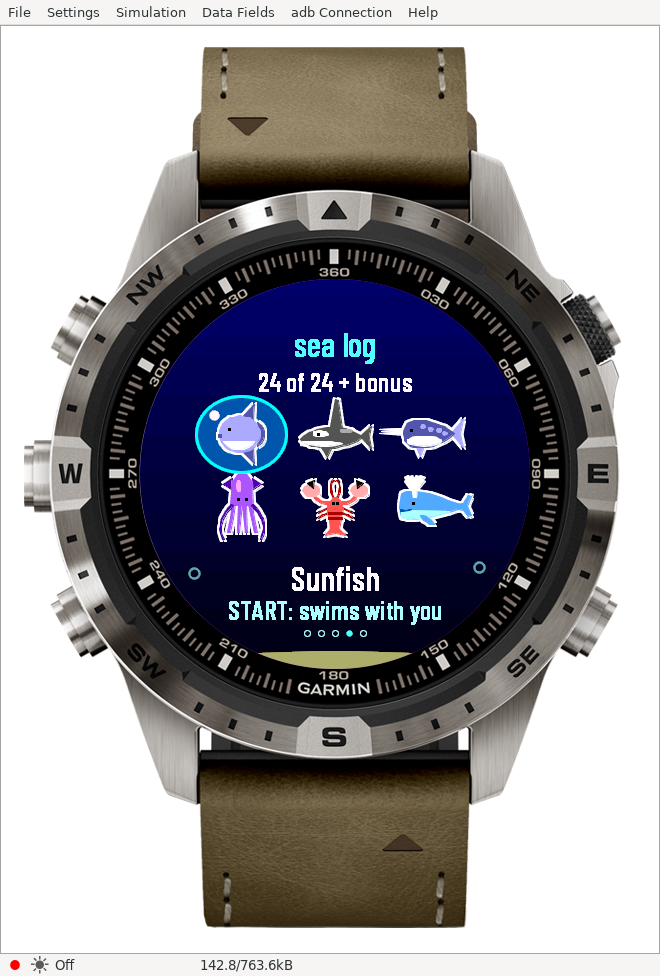 File Settings Simulation Data Fields adb Connection Help
360
330 030
NW NE
300 060
sea log
24 of 24 + bonus
W 270 090 E
Sunfish
START: swims with you
240 120
SW SE
210 150
180
GARMIN
S
Off 142.8/763.6kB